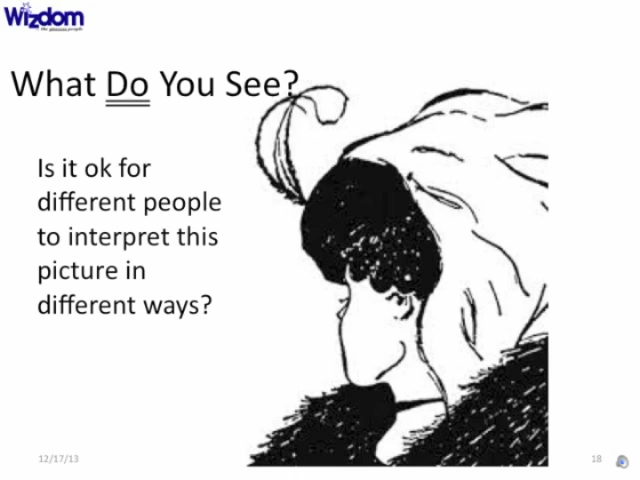 Wizdom
What Do You See?
Is it ok for
different people
to interpret this
picture in
different ways?
12/17/13
18